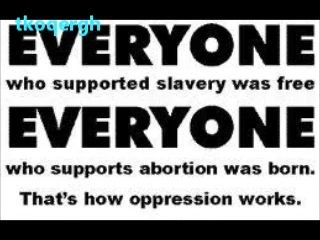 tkoqergh
EVERYONE
who supported slavery was free
EVERYONE
who supports abortion was born.
That's how oppression works.